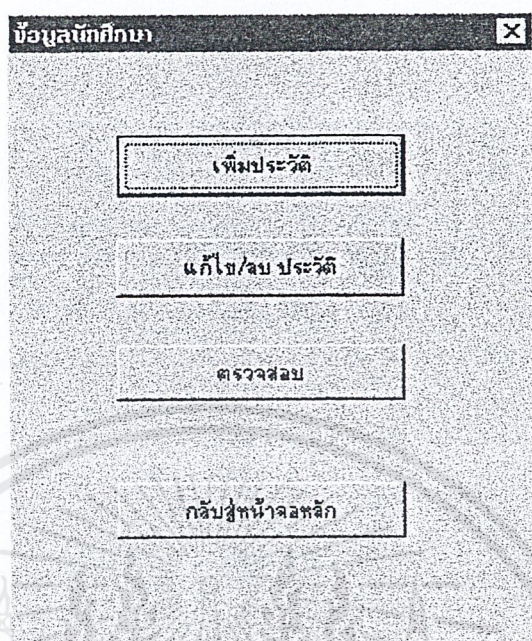 ข้อมูลนักศึกษา
เพิ่มประวัติ
แก้ไข/ลบ ประวัติ
ตรวจสอบ
กลับสู่หน้าจอหลัก